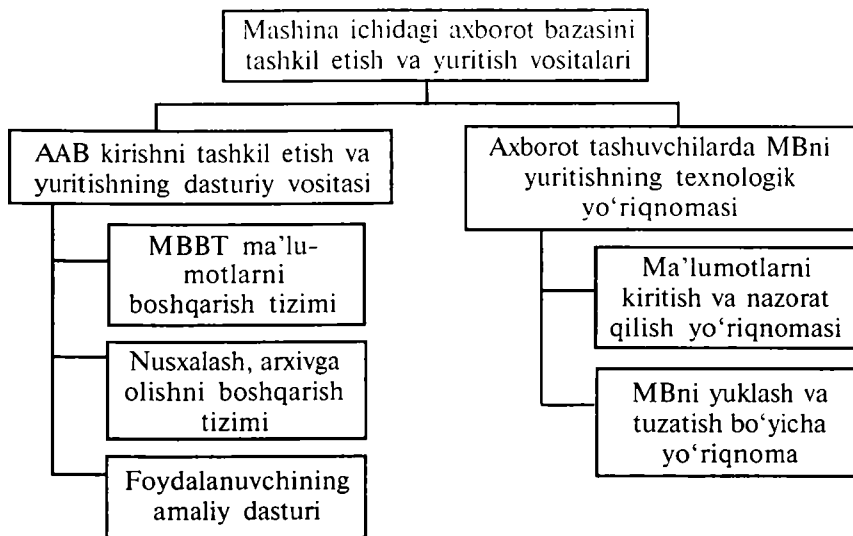 Mashina ichidagi axborot bazasini
tashkil etish va yuritish vositalari
AAB kirishni tashkil etish va
yuritishning dasturiy vositasi
MBBT ma’lu-
motlarni
boshqarish tizimi
Nusxalash, arxivga
olishni boshqarish
tizimi
Foydalanuvchining
amaliy dasturi
Axborot tashuvchilarda MBni
yuritishning texnologik
yo‘riqnomasi
Ma’lumotlarni
kiritish va nazorat
qilish yo‘riqnomasi
MBni yuklash va
tuzatish bo‘yicha
yo‘riqnoma